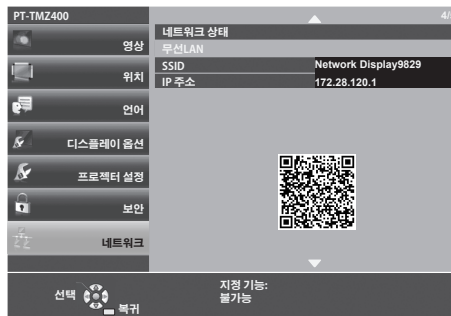 PT-TMZ400
4/
영상
위치
언어
디스플레이 옵션
프로젝터 설정
보안
네트워크
네트워크 상태
무선LAN
SSID Network Display9829
IP 주소 172.28.120.1
선택
복귀
지정 기능:
불가능